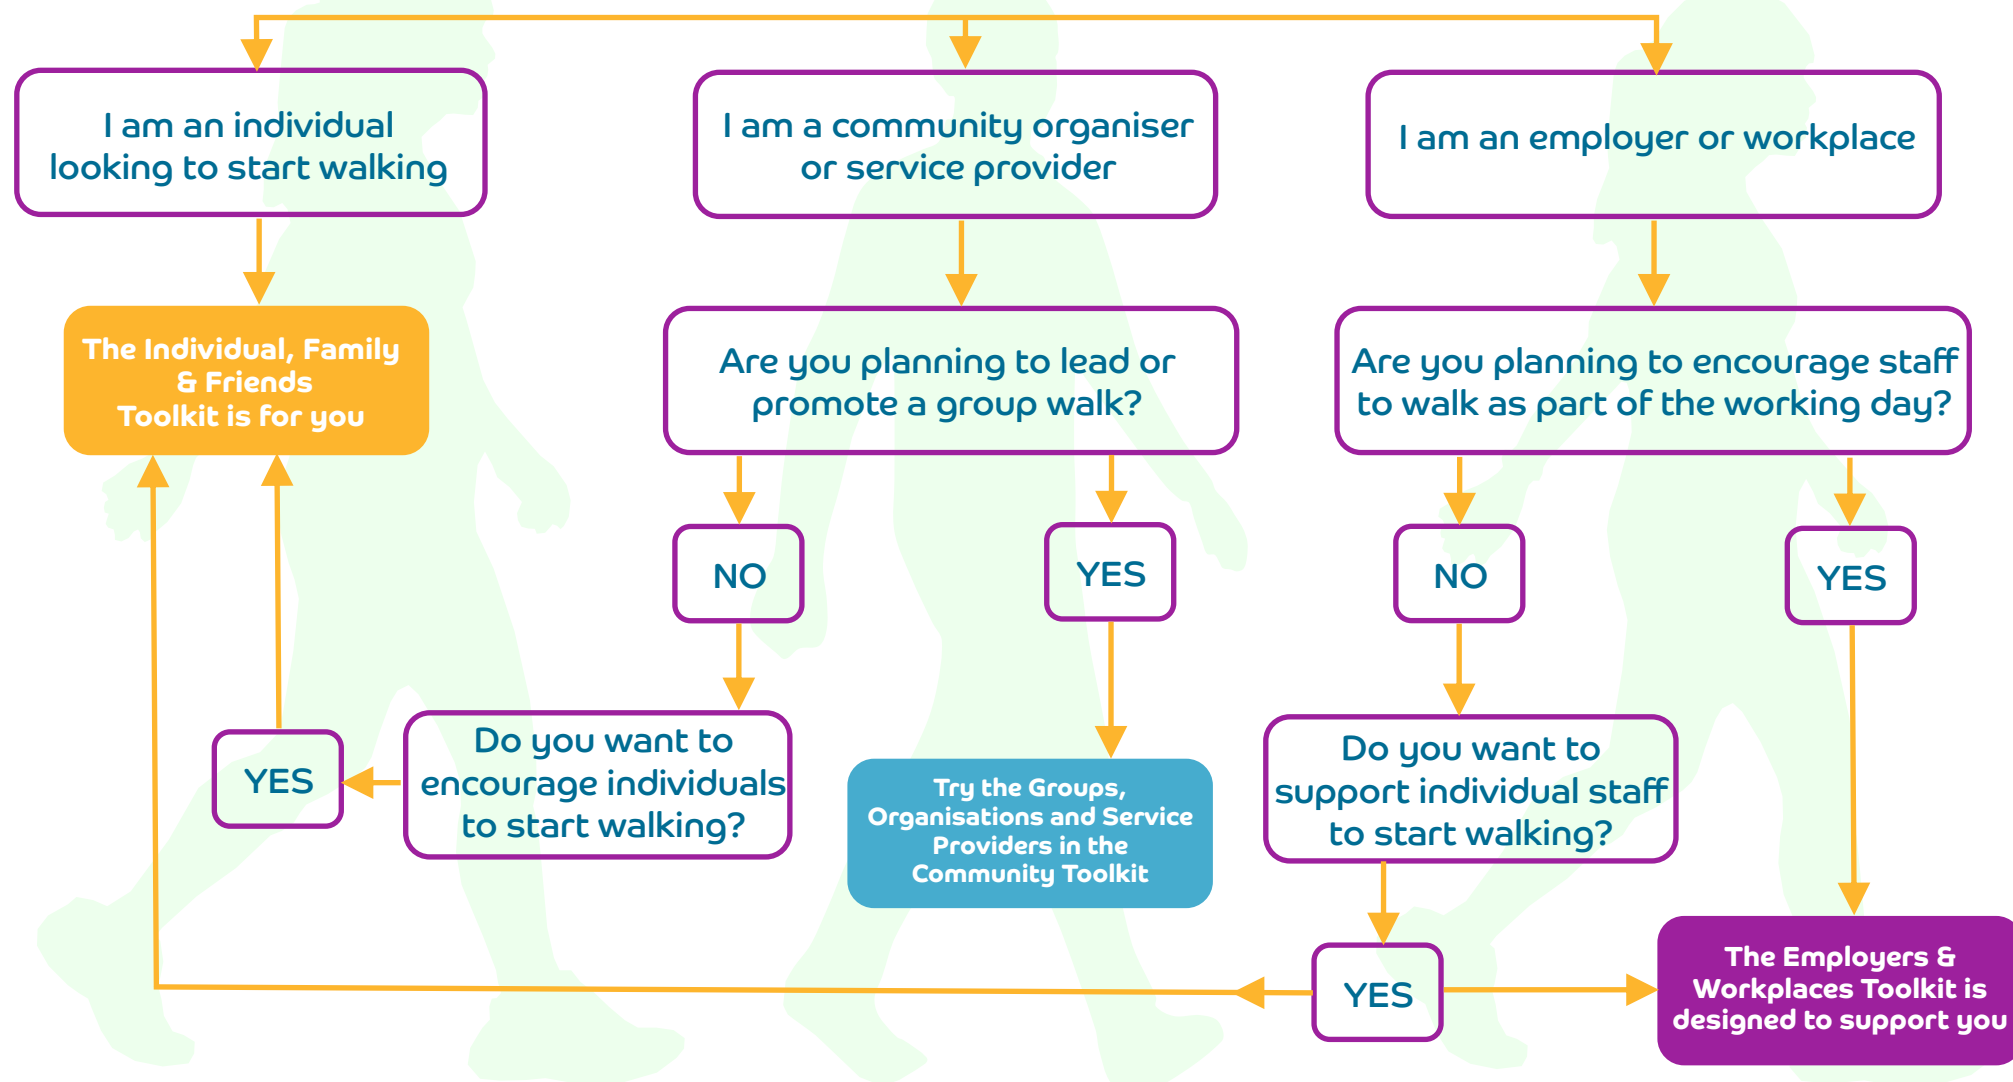 I am an individual
looking to start walking
I am a community organiser
or service provider
I am an employer or workplace
The Individual, Family
& Friends
Toolkit is for you
Are you planning to lead or
promote a group walk?
Are you planning to encourage staff
to walk as part of the working day?
NO
YES
NO
YES
YES
Do you want to
encourage individuals
to start walking?
Try the Groups,
Organisations and Service
Providers in the
Community Toolkit
Do you want to
support individual staff
to start walking?
YES
The Employers &
Workplaces Toolkit is
designed to support you